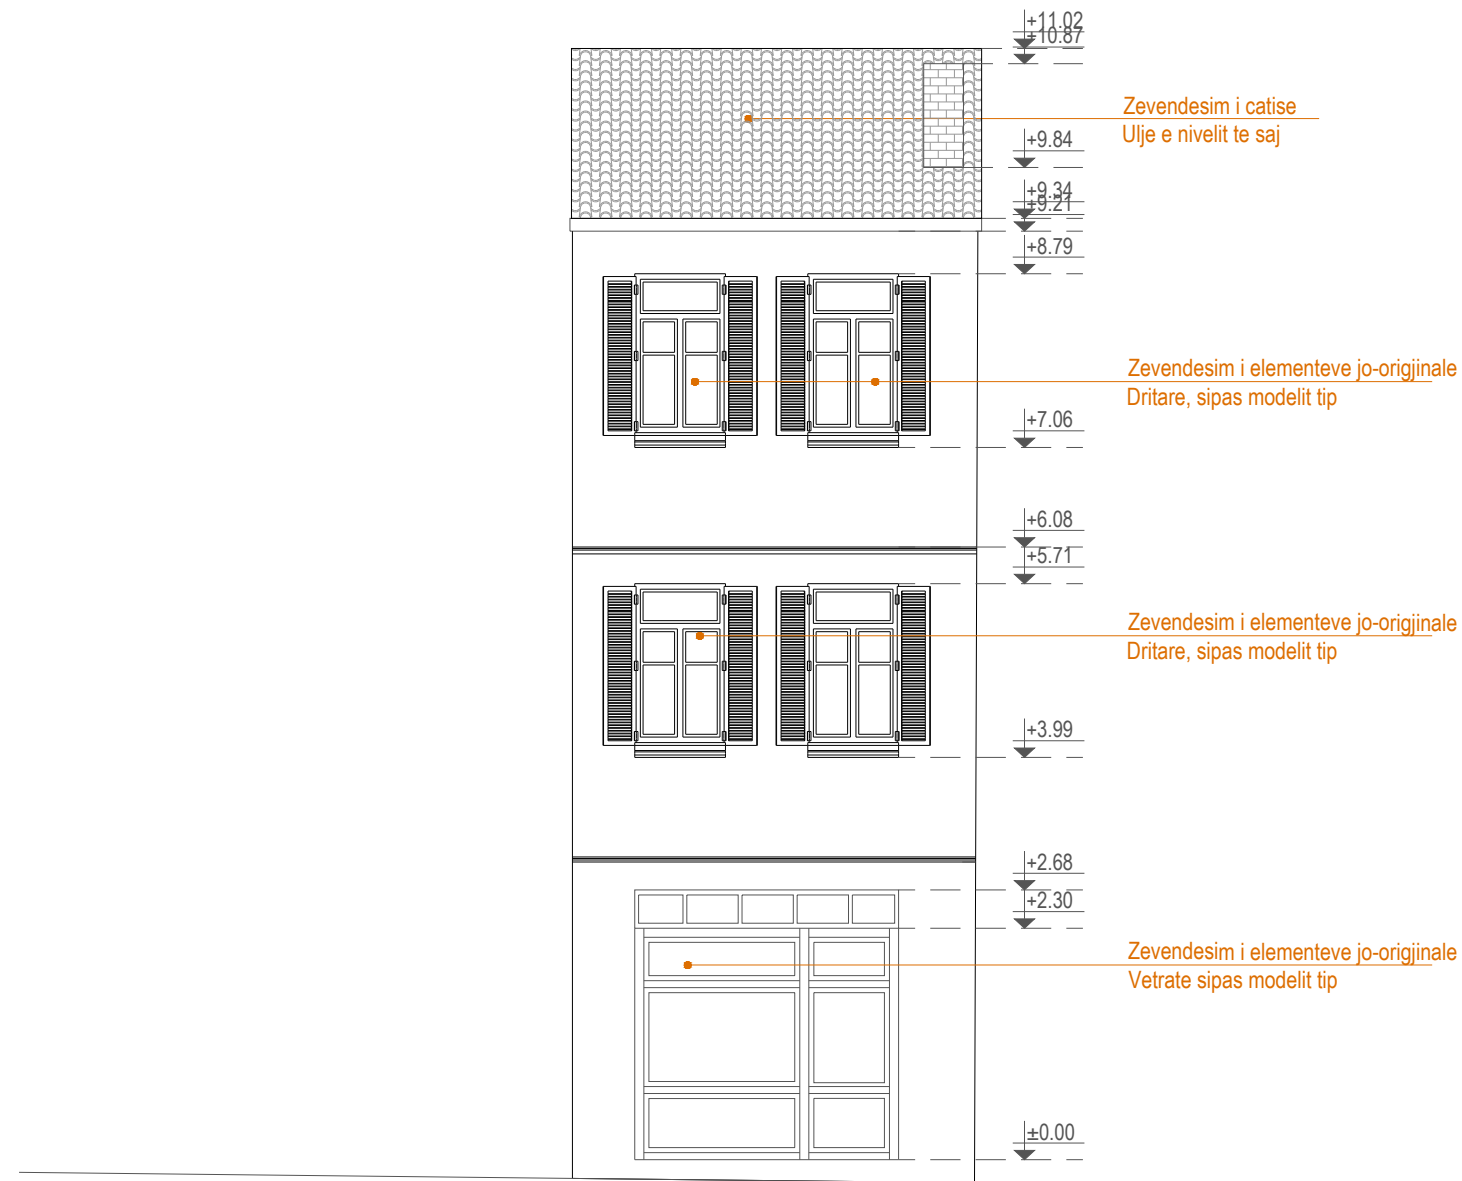 +11.02
+10.87
Zevendesim i catise
Ulje e nivelit te saj
+9.84
+9.34
+9.21
+8.79
Zevendesim i elementeve jo-origjinale
Dritare, sipas modelit tip
+7.06
+6.08
+5.71
Zevendesim i elementeve jo-origjinale
Dritare, sipas modelit tip
+3.99
+2.68
+2.30
Zevendesim i elementeve jo-origjinale
Vetrate sipas modelit tip
±0.00